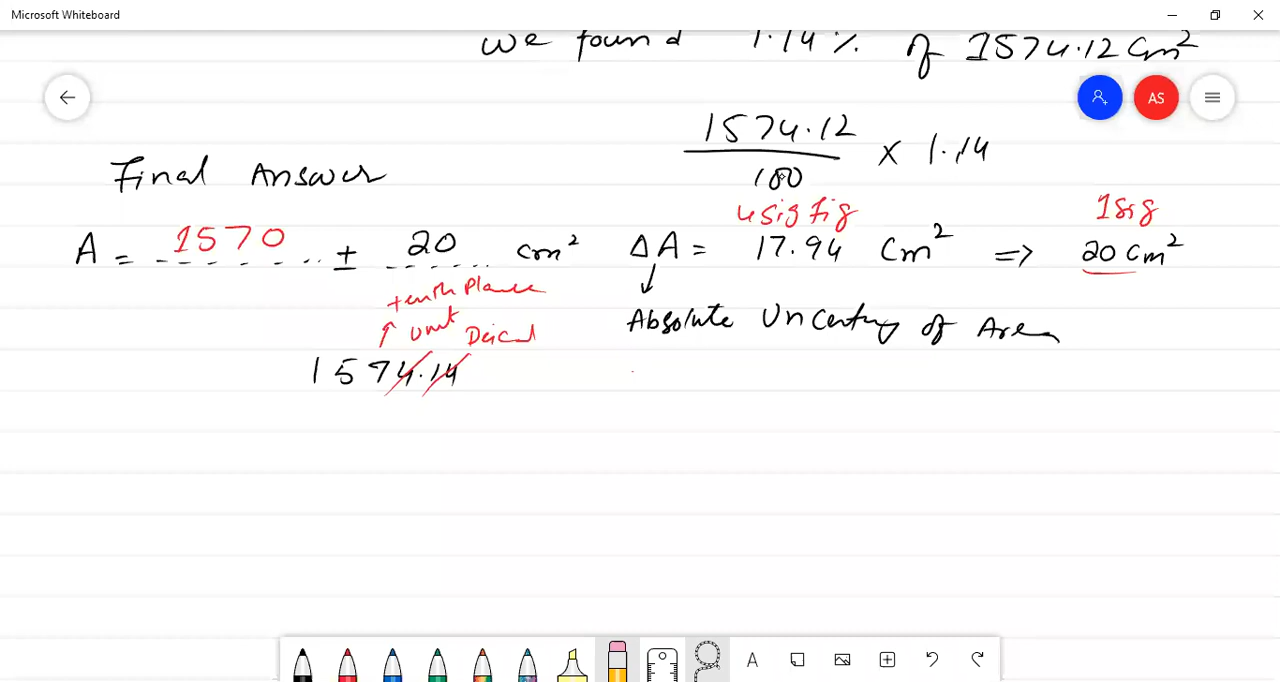 Microsoft Whiteboard
we found 1.14% of 1574.12 cm²
AS
1574.12
100
× 1.14
Final Answer
4 sig fig
1 sig
A = 1570 ± 20 cm²
ΔA = 17.94 cm² => 20 cm²
tenth Place
unit
Absolute Uncertiny of Area
1574.14
A